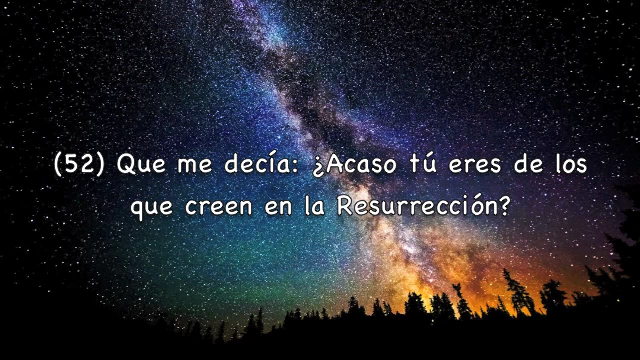 (52) Que me decía: ¿Acaso tú eres de los
que creen en la Resurrección?